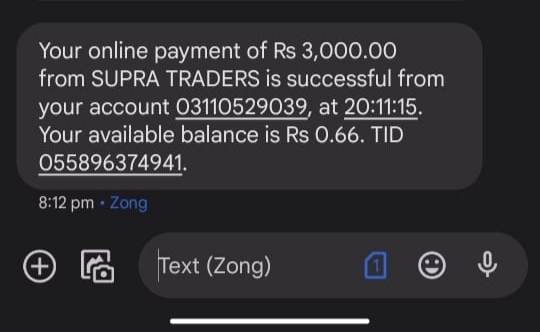 Your online payment of Rs 3,000.00
from SUPRA TRADERS is successful from
your account 03110529039, at 20:11:15.
Your available balance is Rs 0.66. TID
055896374941.
8:12 pm • Zong
Text (Zong)
1